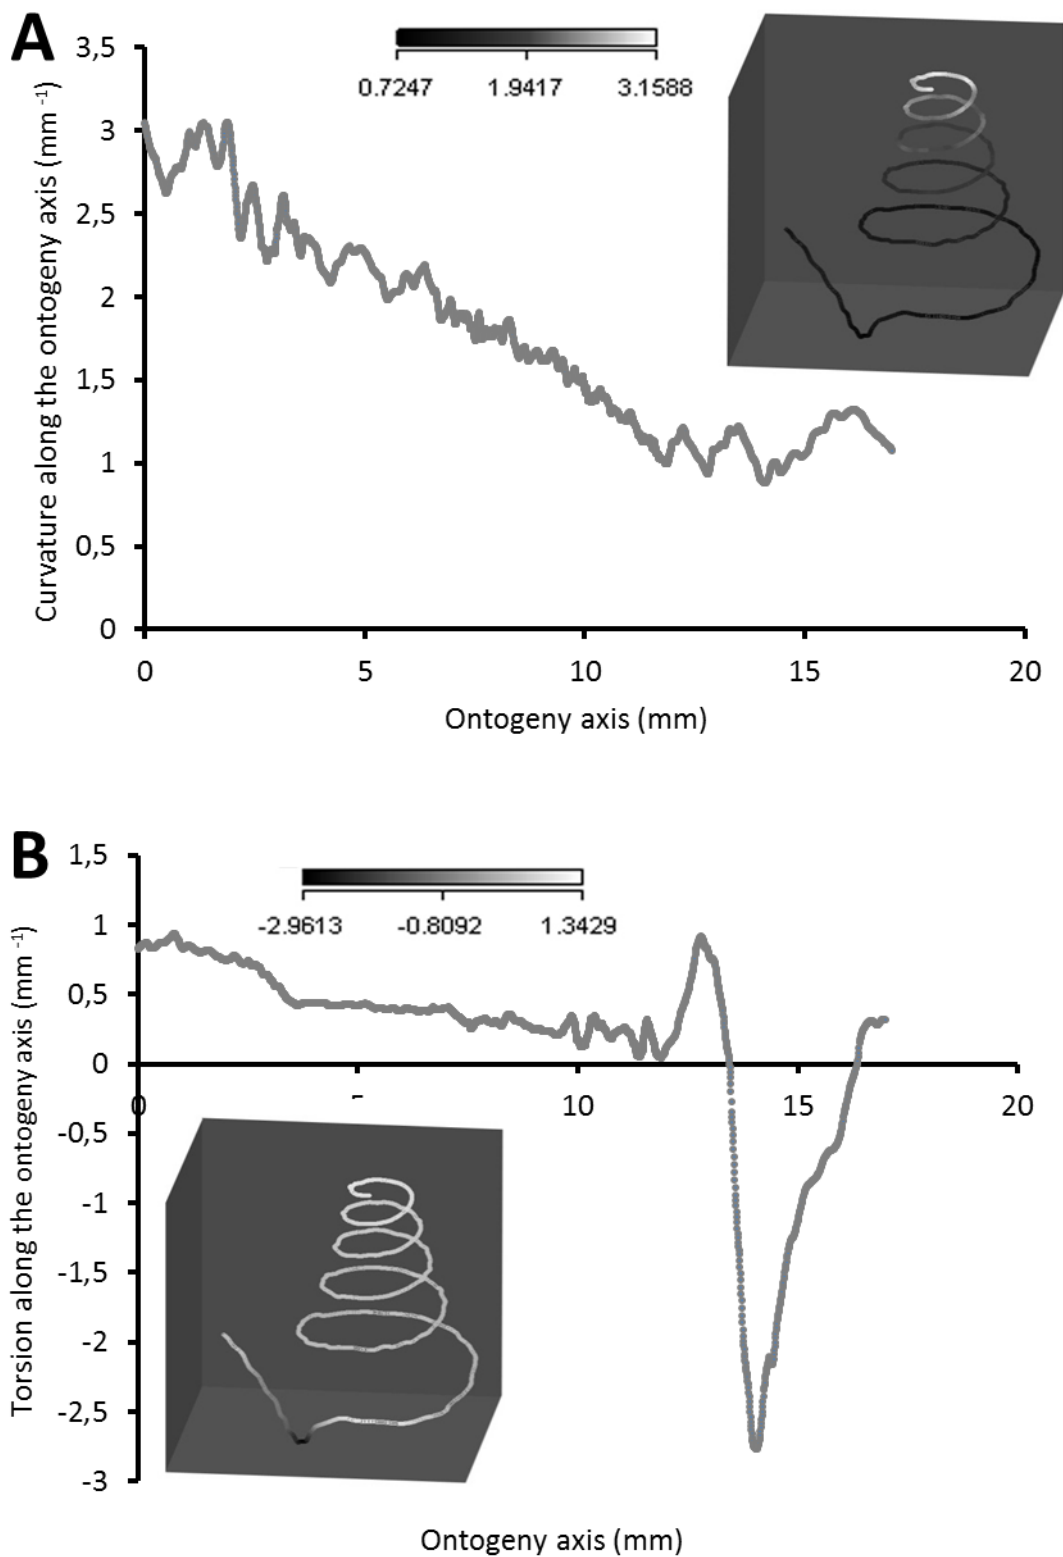 A
3,5
3
2,5
2
1,5
1
0,5
0
Curvature along the ontogeny axis (mm -1)
0.7247 1.9417 3.1588
0 5 10 15 20
Ontogeny axis (mm)
B
1,5
1
0,5
0
-0,5
-1
-1,5
-2
-2,5
-3
Torsion along the ontogeny axis (mm -1)
-2.9613 -0.8092 1.3429
0 10 15 20
Ontogeny axis (mm)